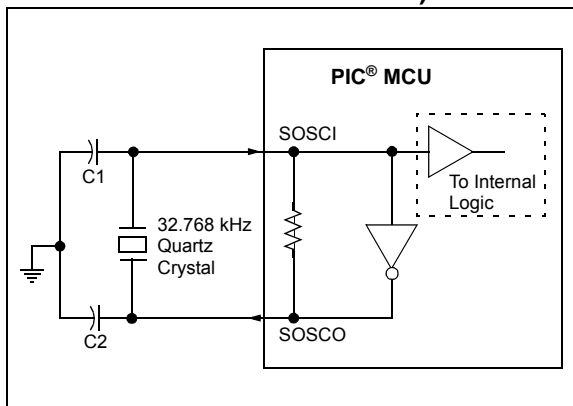 )
PIC® MCU
SOSCI
C1
To Internal
Logic
32.768 kHz
Quartz
Crystal
C2
SOSCO